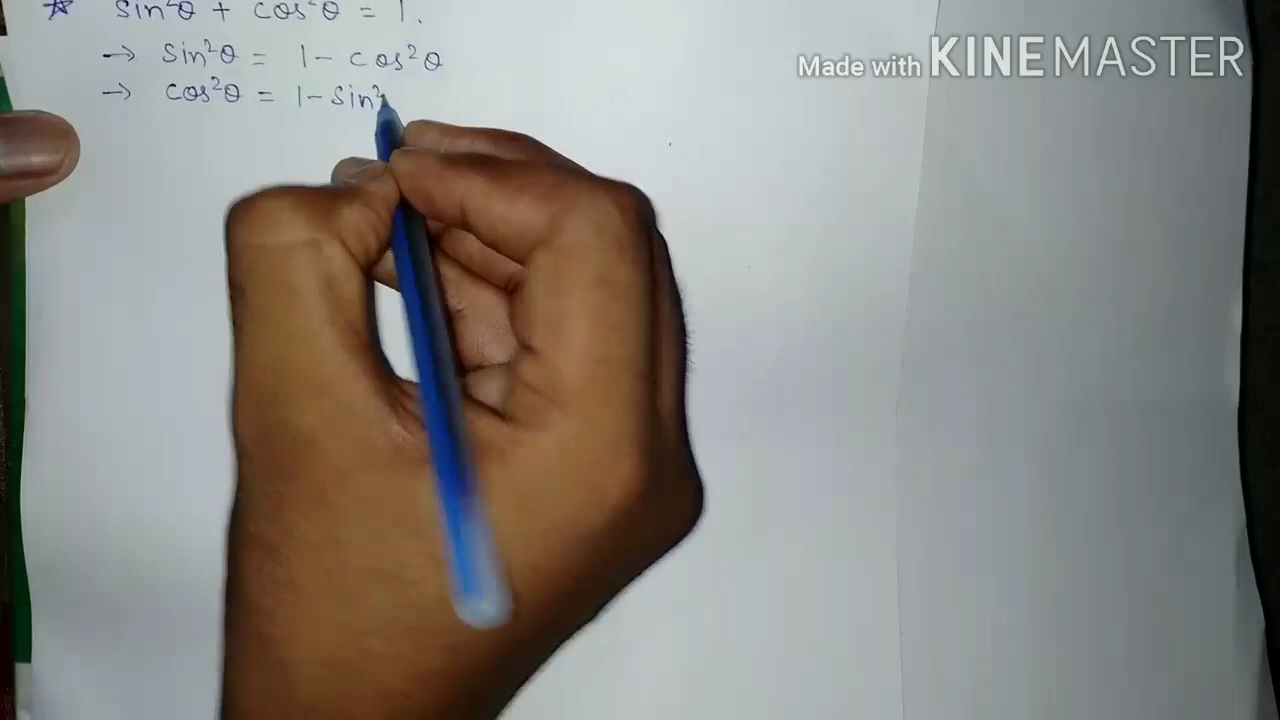 ☆ sin²θ + cos²θ = 1.
→ sin²θ = 1 - cos²θ
→ cos²θ = 1 - sin²
Made with KINEMASTER